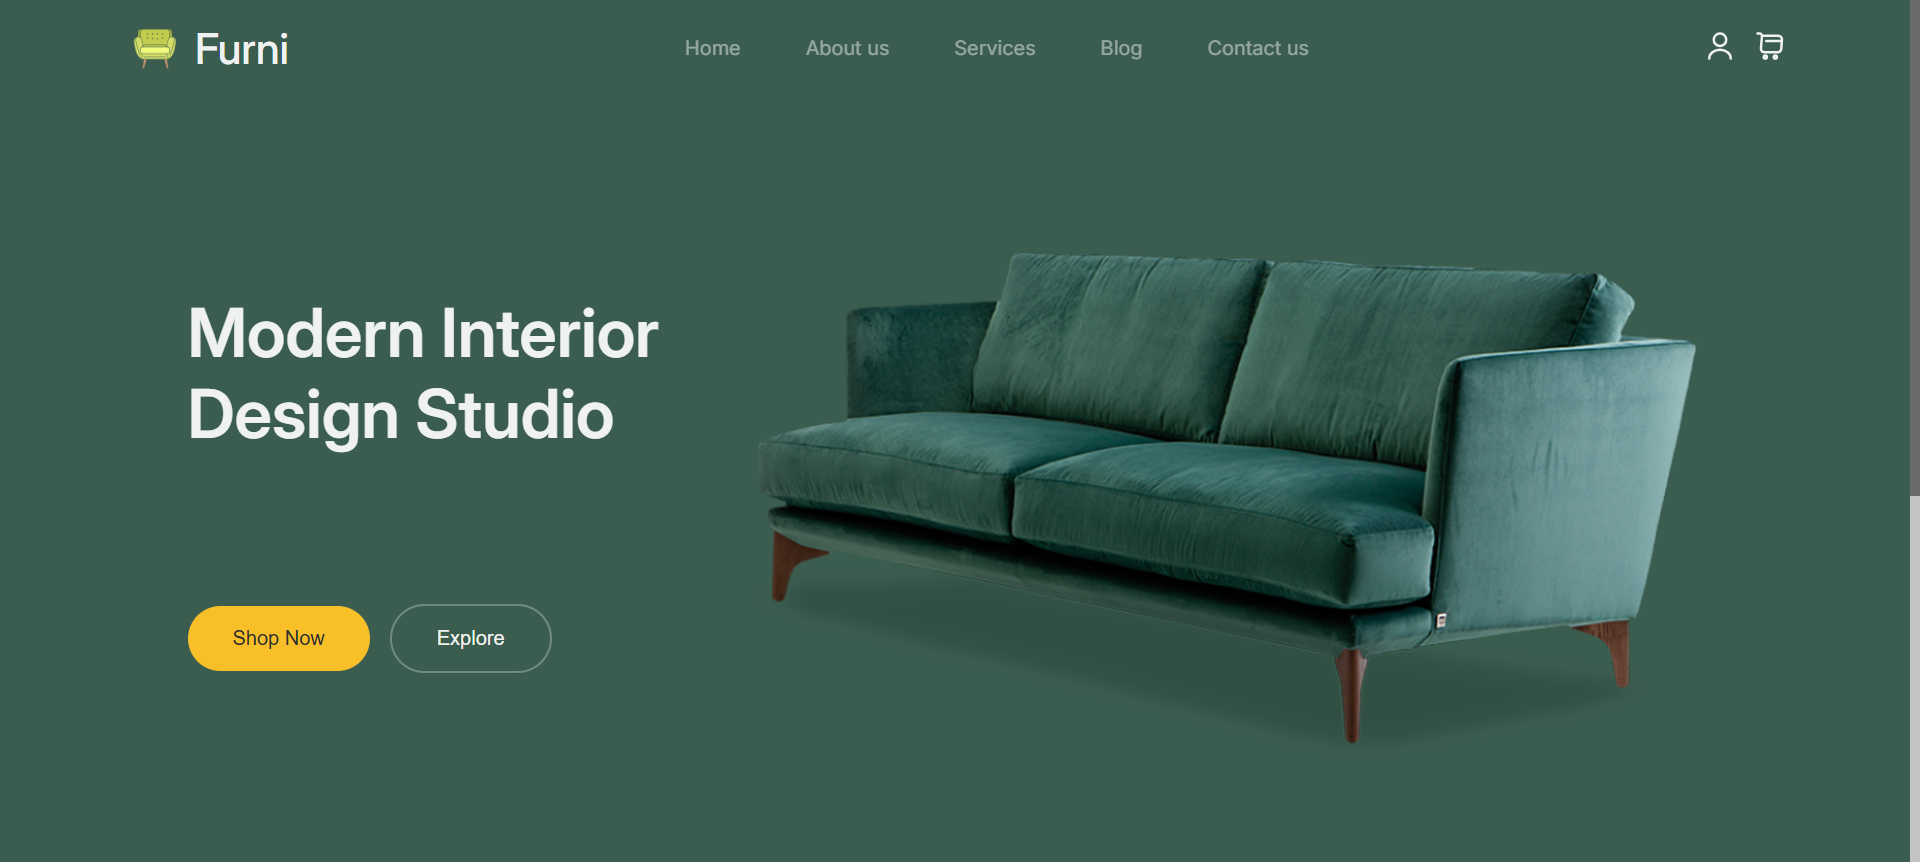 Furni
Home About us Services Blog Contact us
Modern Interior
Design Studio
Shop Now Explore